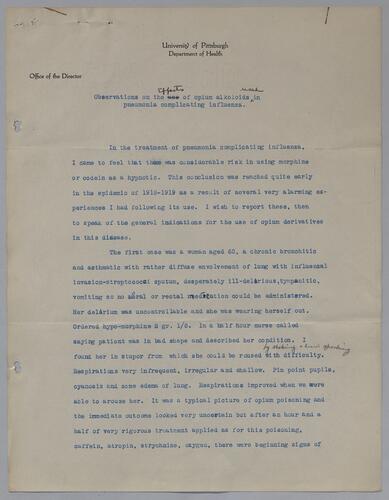 University of Pittsburgh
Department of Health
Office of the Director
effects used
Observations on the use of opium alkoloids in
pneumonia complicating influenza.
In the treatment of pneumonia complicating influenza,
I came to feel that there was considerable risk in using morphine
or codein as a hypnotic. This conclusion was reached quite early
in the epidemic of 1918-1919 as a result of several very alarming ex-
periences I had following its use. I wish to report these, then
to speak of the general indications for the use of opium derivatives
in this disease.
The first case was a woman aged 60, a chronic bronchitic
and asthmatic with rather diffuse envolvement of lung with influenzal
invasion-streptococci sputum, desperately ill-delirious, tympanitic,
vomiting so no oral or rectal medication could be administered.
Her delirium was uncontrollable and she was wearing herself out.
Ordered hypo-morphine S gr. 1/6. In a half hour nurse called
saying patient was in bad shape and described her condition. I
by shaking and
found her in stupor from which she could be roused with difficulty.
Respirations very infrequent, irregular and shallow. Pin point pupils,
cyanosis and some edema of lung. Respirations improved when we were
able to arouse her. It was a typical picture of opium poisoning and
the immediate outcome looked very uncertain but after an hour and a
half of very rigorous treatment applied as for this poisoning,
caffein, atropin, strychnine, oxygen, there were beginning signs of